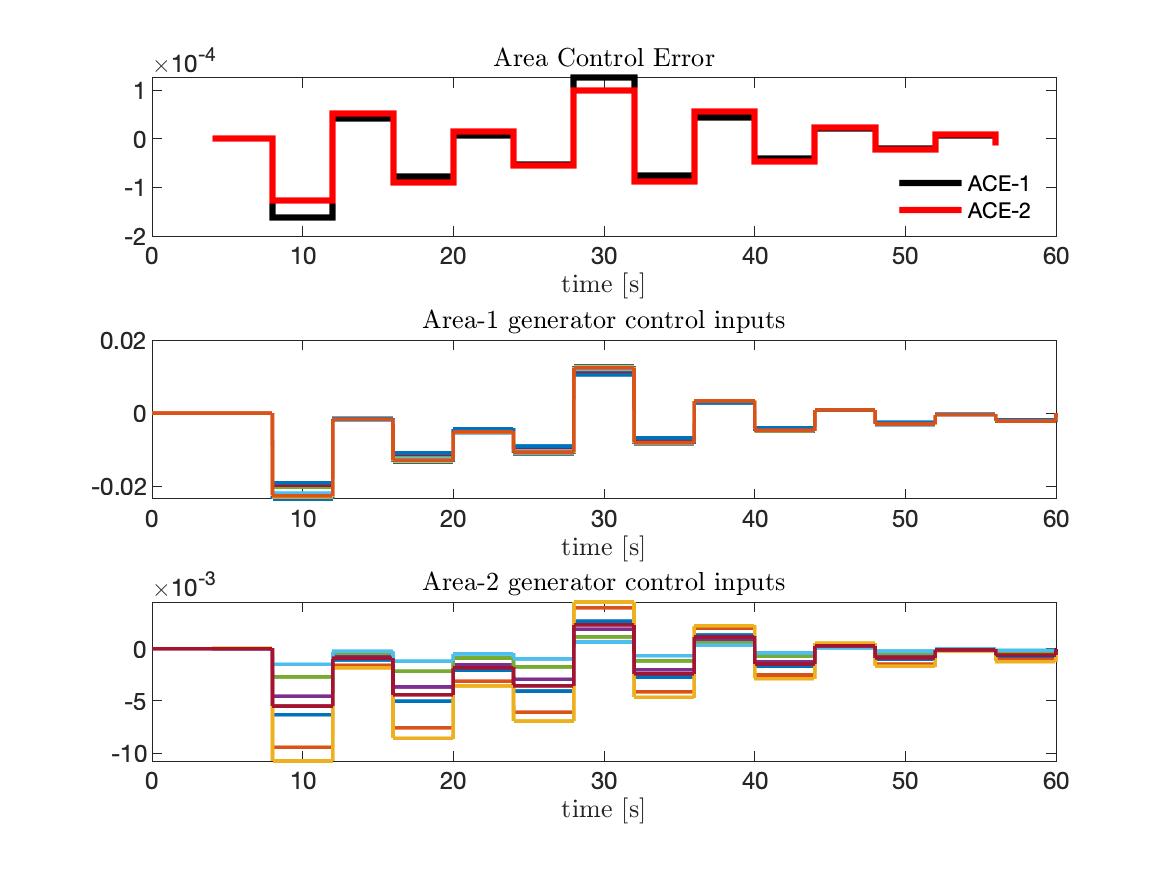 Area Control Error
×10-4
1
0
-1
-2
ACE-1
ACE-2
0 10 20 30 40 50 60
time [s]
Area-1 generator control inputs
0.02
0
-0.02
0 10 20 30 40 50 60
time [s]
Area-2 generator control inputs
×10-3
0
-5
-10
0 10 20 30 40 50 60
time [s]